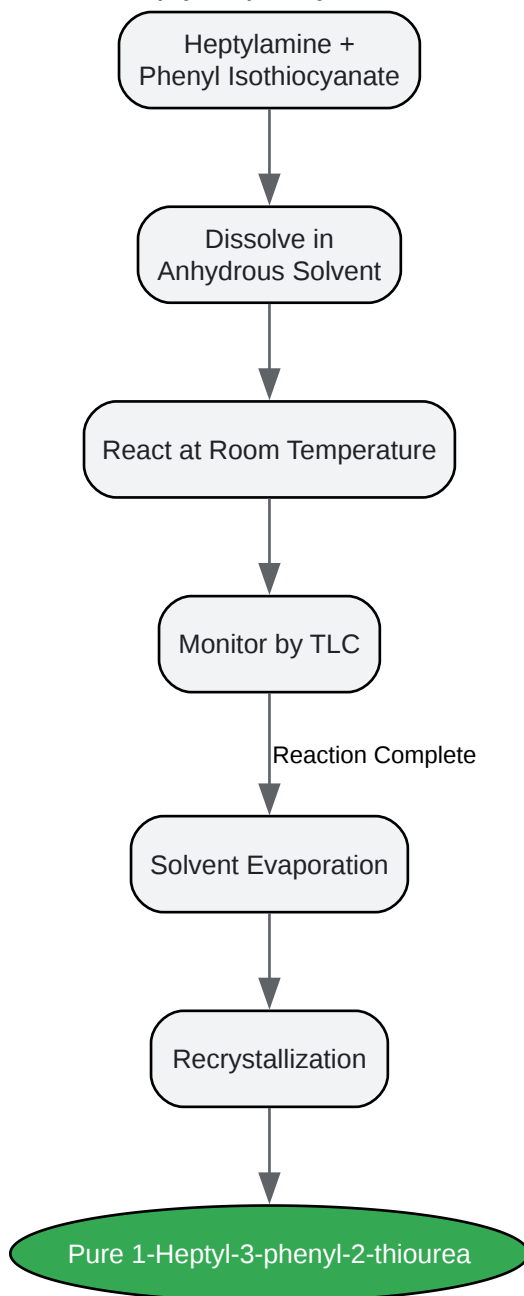 Heptylamine +
Phenyl Isothiocyanate
Dissolve in
Anhydrous Solvent
React at Room Temperature
Monitor by TLC
Reaction Complete
Solvent Evaporation
Recrystallization
Pure 1-Heptyl-3-phenyl-2-thiourea